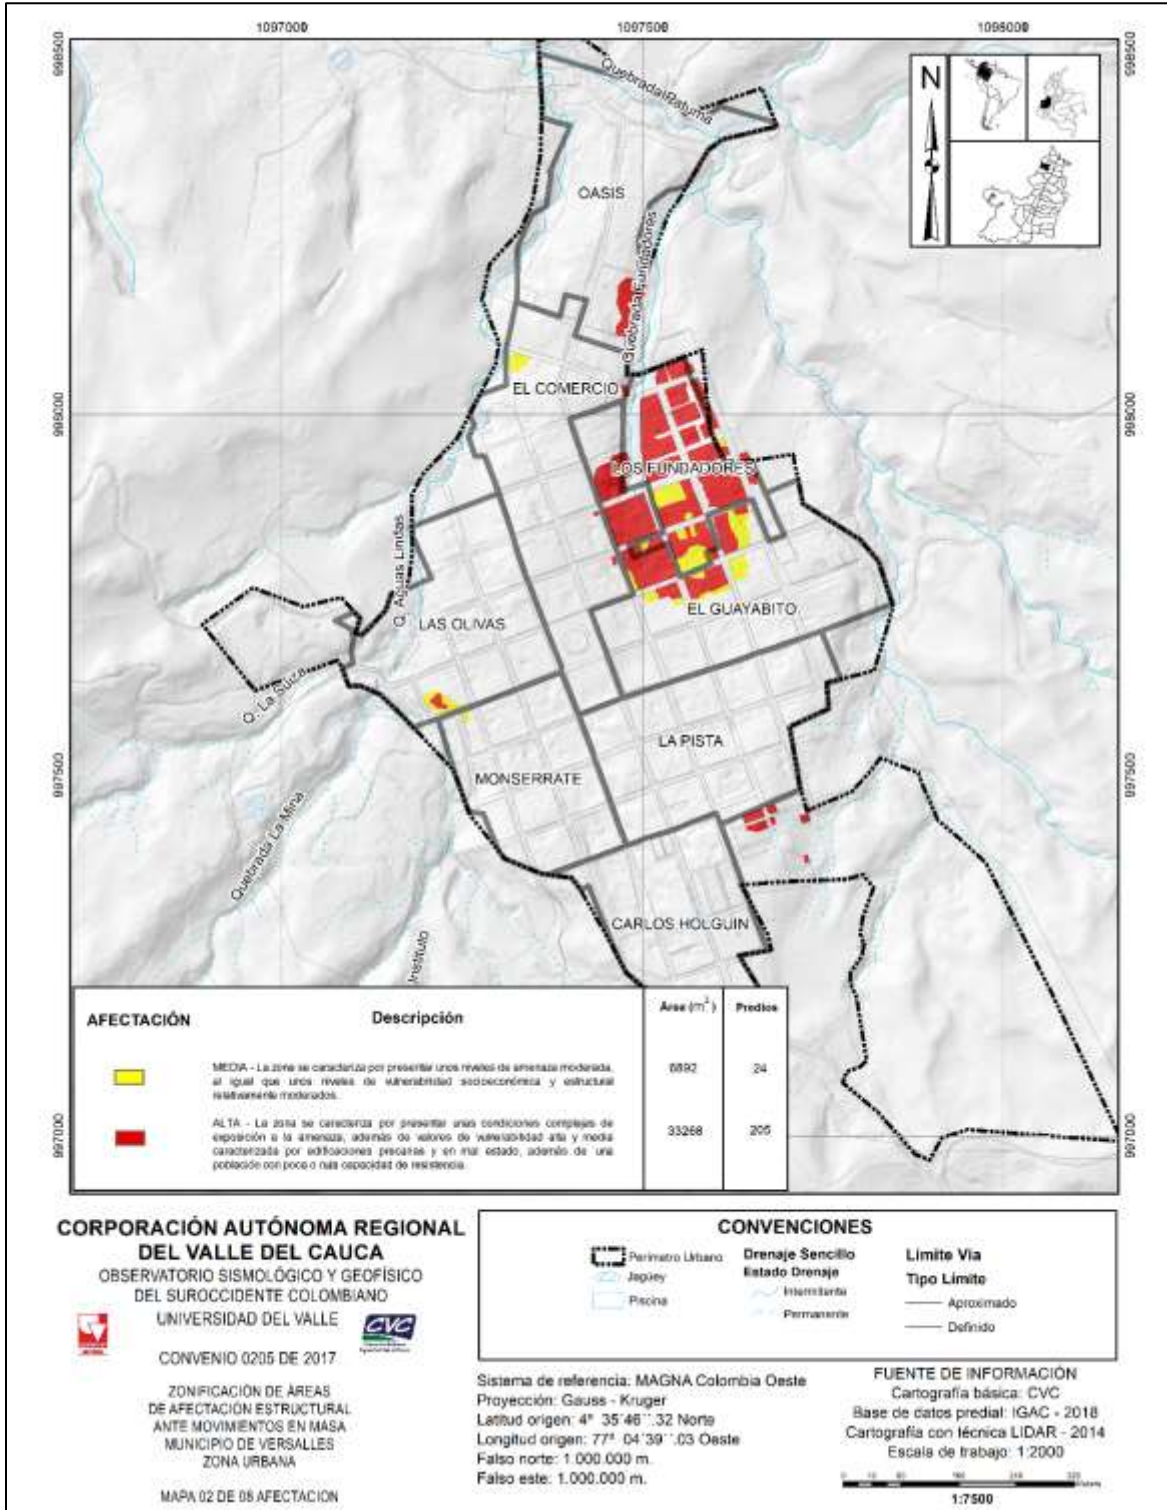 1097000 1097500 1098000
998500 998500
Quebrada Patuma
N
OASIS
Quebrada Fundadores
EL COMERCIO
998000 998000
LOS FUNDADORES
Q. Aguas Lindas
LAS OLIVAS
EL GUAYABITO
Q. La Suiza
LA PISTA
MONSERRATE
997500 997500
Quebrada La Mina
CARLOS HOLGUIN
Instituto
AFECTACIÓN Descripción Área (m²) Predios
MEDIA - La zona se caracteriza por presentar unos niveles de amenaza moderada,
al igual que unos niveles de vulnerabilidad socioeconómica y estructural
relativamente moderados.
6892 24
ALTA - La zona se caracteriza por presentar unas condiciones complejas de
exposición a la amenaza, además de valores de vulnerabilidad alta y media
caracterizada por edificaciones precarias y en mal estado, además de una
población con poca o nula capacidad de resistencia.
33268 205
997000 997000
CORPORACIÓN AUTÓNOMA REGIONAL
DEL VALLE DEL CAUCA
OBSERVATORIO SISMOLÓGICO Y GEOFÍSICO
DEL SUROCCIDENTE COLOMBIANO
UNIVERSIDAD DEL VALLE
CVC
CONVENIO 0205 DE 2017
ZONIFICACIÓN DE ÁREAS
DE AFECTACIÓN ESTRUCTURAL
ANTE MOVIMIENTOS EN MASA
MUNICIPIO DE VERSALLES
ZONA URBANA
MAPA 02 DE 08 AFECTACION
CONVENCIONES
Perímetro Urbano
Jagüey
Piscina
Drenaje Sencillo
Estado Drenaje
Intermitente
Permanente
Limite Via
Tipo Límite
Aproximado
Definido
Sistema de referencia: MAGNA Colombia Oeste
Proyección: Gauss - Kruger
Latitud origen: 4° 35´46´´.32 Norte
Longitud origen: 77° 04´39´´.03 Oeste
Falso norte: 1.000.000 m.
Falso este: 1.000.000 m.
FUENTE DE INFORMACIÓN
Cartografía básica: CVC
Base de datos predial: IGAC - 2018
Cartografía con técnica LIDAR - 2014
Escala de trabajo: 1:2000
1:7500